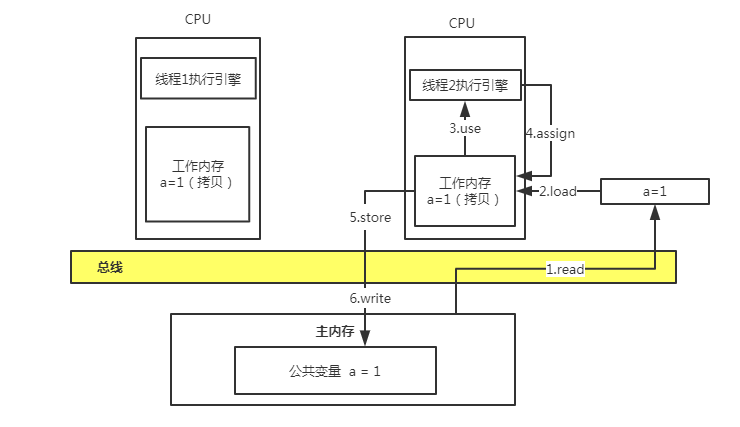 CPU
CPU
线程1执行引擎
线程2执行引擎
3.use
4.assign
工作内存
a=1（拷贝）
工作内存
a=1（拷贝）
2.load
a=1
5.store
总线
1.read
6.write
主内存
公共变量 a = 1